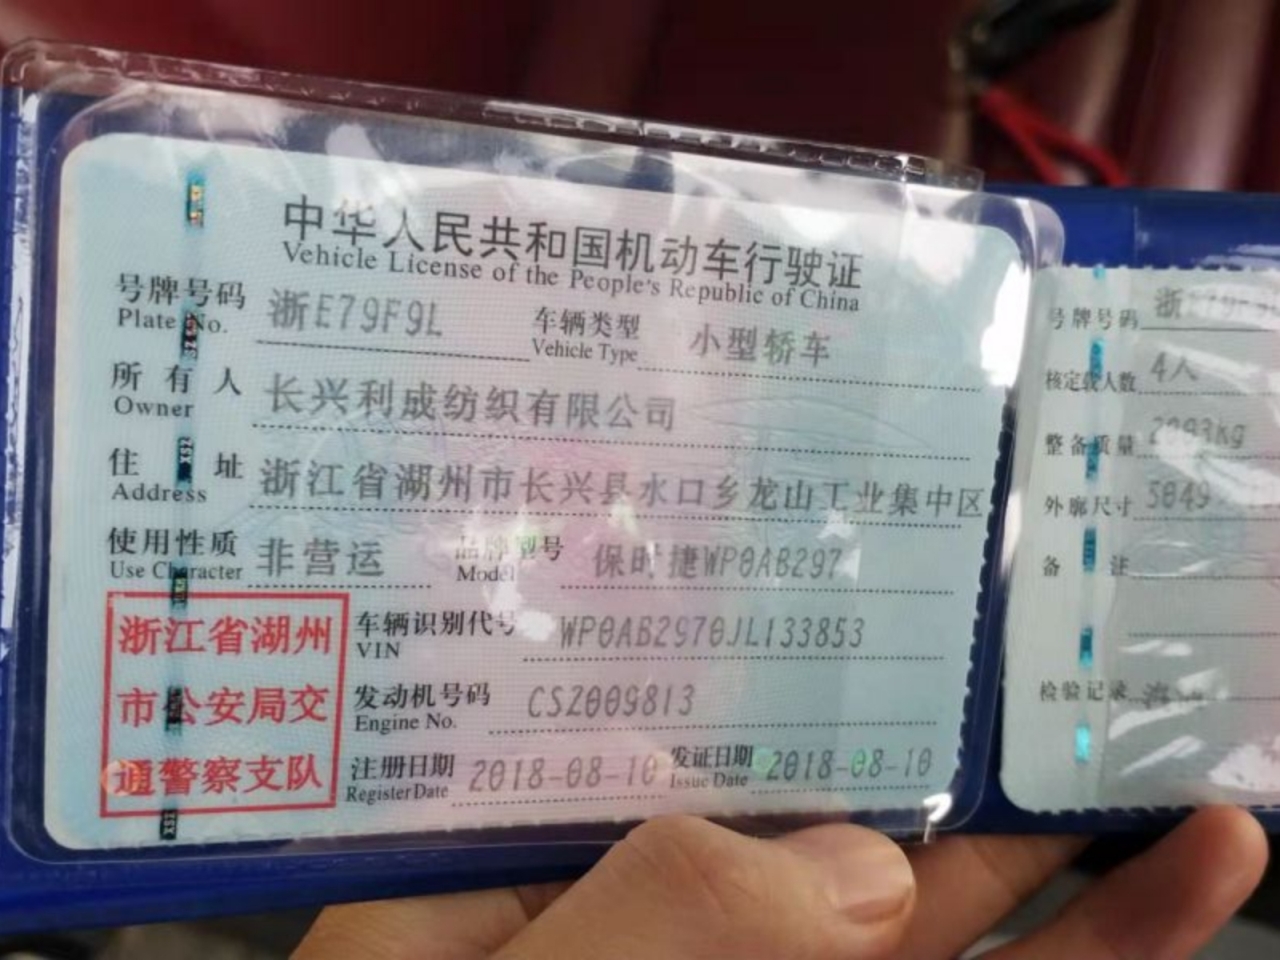 中华人民共和国机动车行驶证
Vehicle License of the People's Republic of China
号牌号码 浙E79F9L 车辆类型 小型轿车
Plate No. Vehicle Type
所有人 长兴利成纺织有限公司
Owner
住址 浙江省湖州市长兴县水口乡龙山工业集中区
Address
使用性质 非营运 品牌型号 保时捷WP0AB297
Use Character Model
浙江省湖州
市公安局交
通警察支队
车辆识别代号 WP0AB2970JL133853
VIN
发动机号码 CSZ009813
Engine No.
注册日期 2018-08-10 发证日期 2018-08-10
Register Date Issue Date
号牌号码 浙E79F9
核定载人数 4人
整备质量 2093kg
外廓尺寸 5049
备注
检验记录